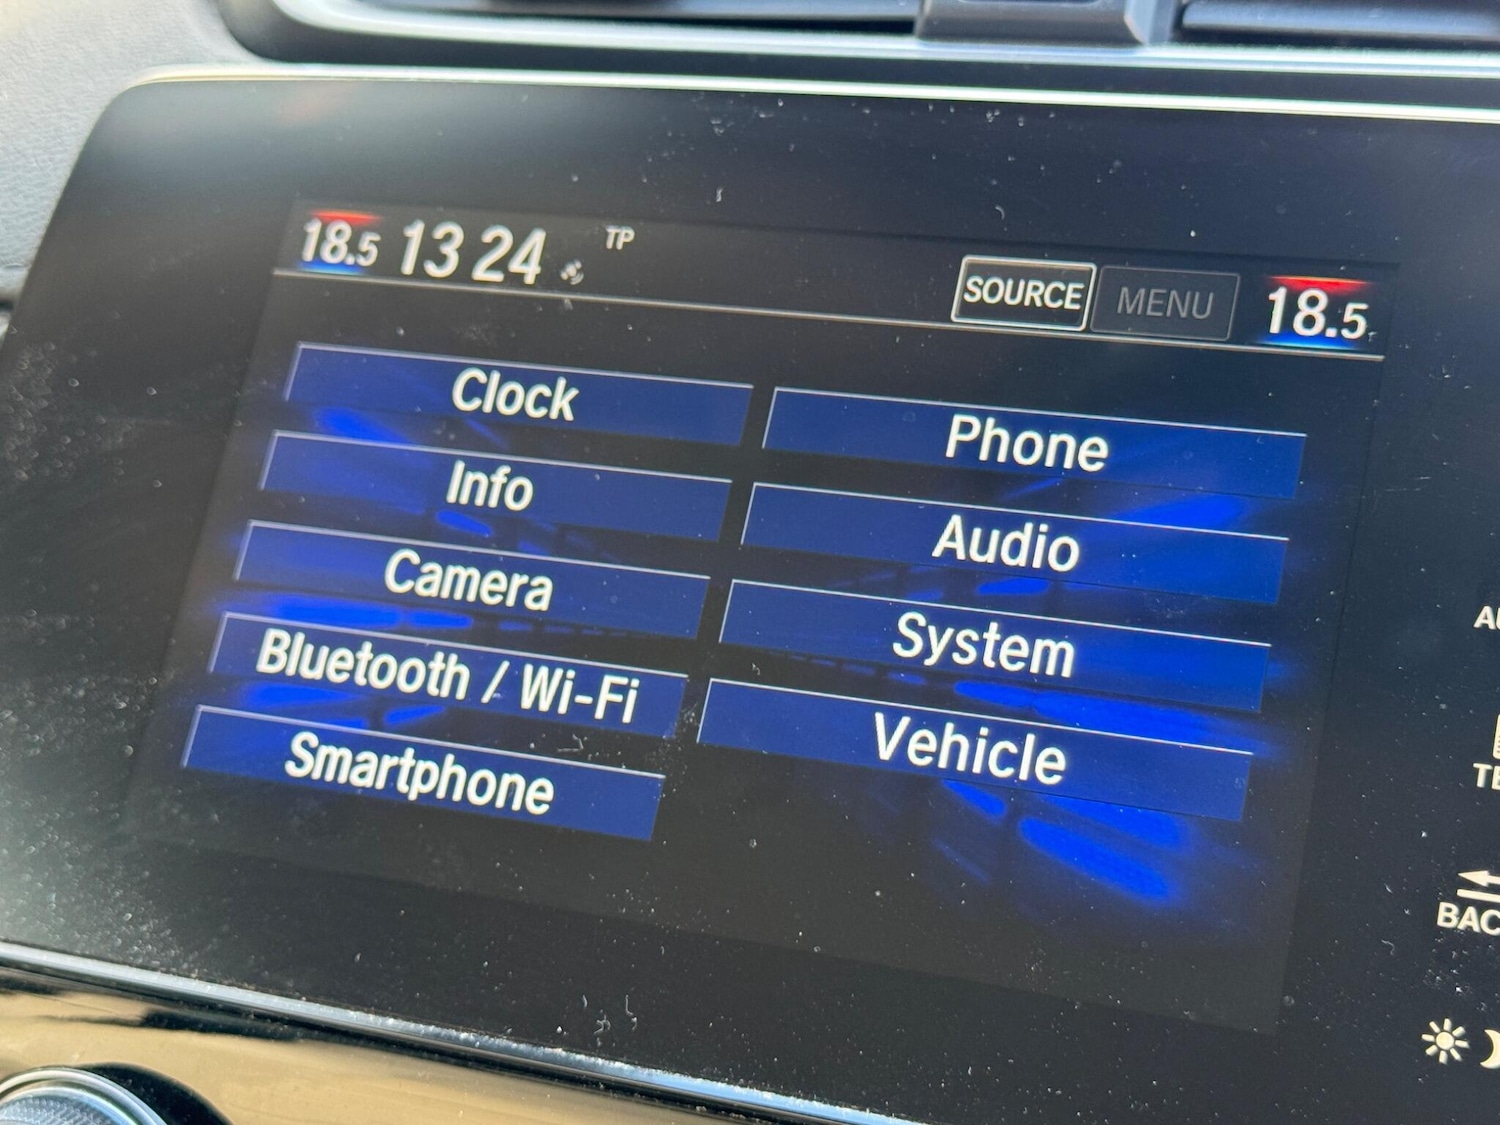 18.5 13 24 TP SOURCE MENU 18.5
Clock
Phone
Info
Audio
Camera
System
Bluetooth / Wi-Fi
Vehicle
Smartphone